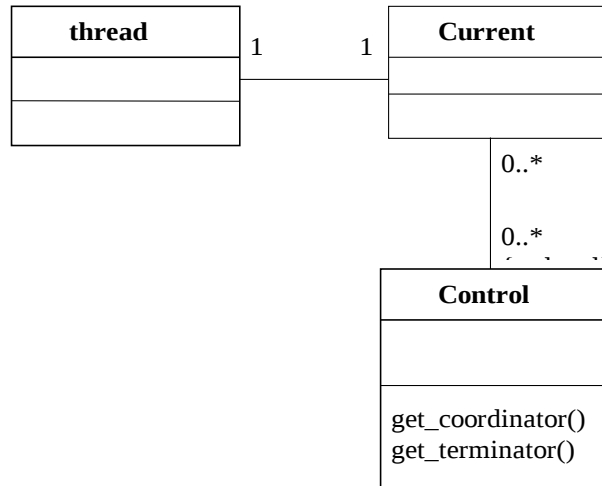 thread
Current
1
1
0..*
0..*
Control
get_coordinator()
get_terminator()